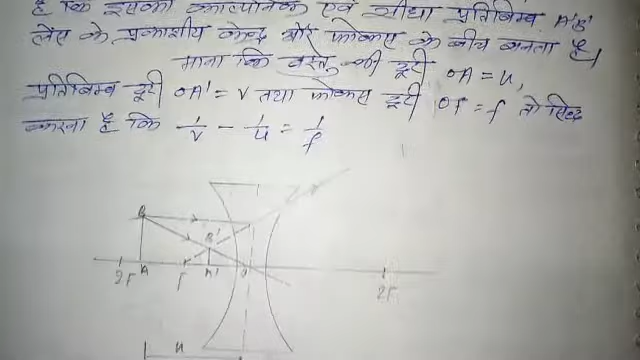 है कि इसका काल्पनिक एवं सीधा प्रतिबिम्ब A'B'
लेंस के प्रकाशीय केन्द्र और फोकस के बीच बनता है।
माना कि वस्तु की दूरी OA = u,
प्रतिबिम्ब दूरी OA' = v तथा फोकस दूरी OF = f तो सिद्ध
करना है कि 1/v - 1/u = 1/f
B B'
2F A F A' O 2F
u